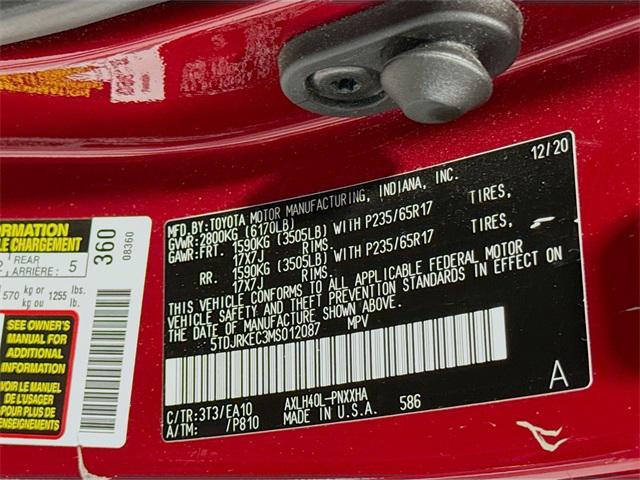 12/20
MFD.BY:TOYOTA MOTOR MANUFACTURING, INDIANA, INC.
GVWR:2800KG (6170LB)
GAWR:FRT. 1590KG (3505LB) WITH P235/65R17 TIRES,
17X7J RIMS.
RR. 1590KG (3505LB) WITH P235/65R17 TIRES,
17X7J RIMS.
THIS VEHICLE CONFORMS TO ALL APPLICABLE FEDERAL MOTOR
VEHICLE SAFETY AND THEFT PREVENTION STANDARDS IN EFFECT ON
THE DATE OF MANUFACTURE SHOWN ABOVE.
5TDJRKEC3MS012087 MPV
A
C/TR:3T3/EA10 AXLH40L-PNXXHA
A/TM: /P810 MADE IN U.S.A. 586
CHARGEMENT
REAR
ARRIÈRE: 5
570 kg ou 1255 lbs.
kg ou lb.
360
08360
SEE OWNER'S
MANUAL FOR
ADDITIONAL
INFORMATION
VOIR LE MANUEL
DE L'USAGER
POUR PLUS DE
RENSEIGNEMENTS